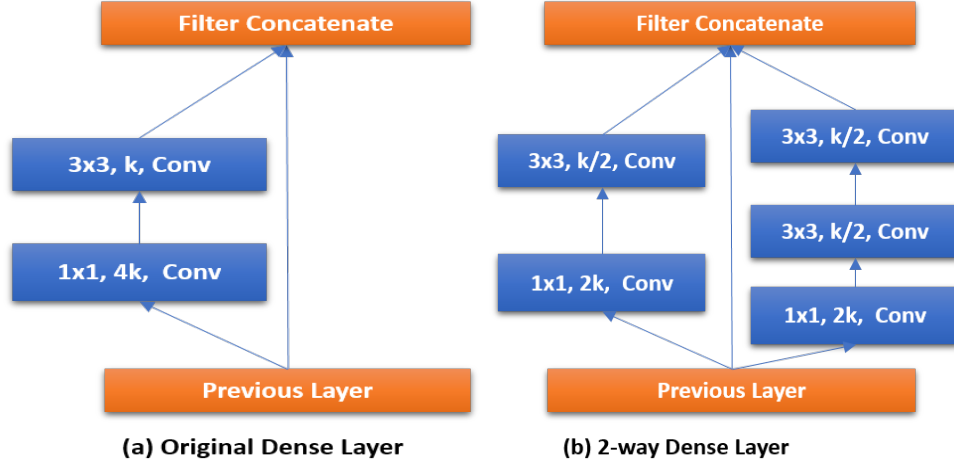 Filter Concatenate
3x3, k, Conv
1x1, 4k, Conv
Previous Layer
(a) Original Dense Layer
Filter Concatenate
3x3, k/2, Conv
1x1, 2k, Conv
3x3, k/2, Conv
3x3, k/2, Conv
1x1, 2k, Conv
Previous Layer
(b) 2-way Dense Layer